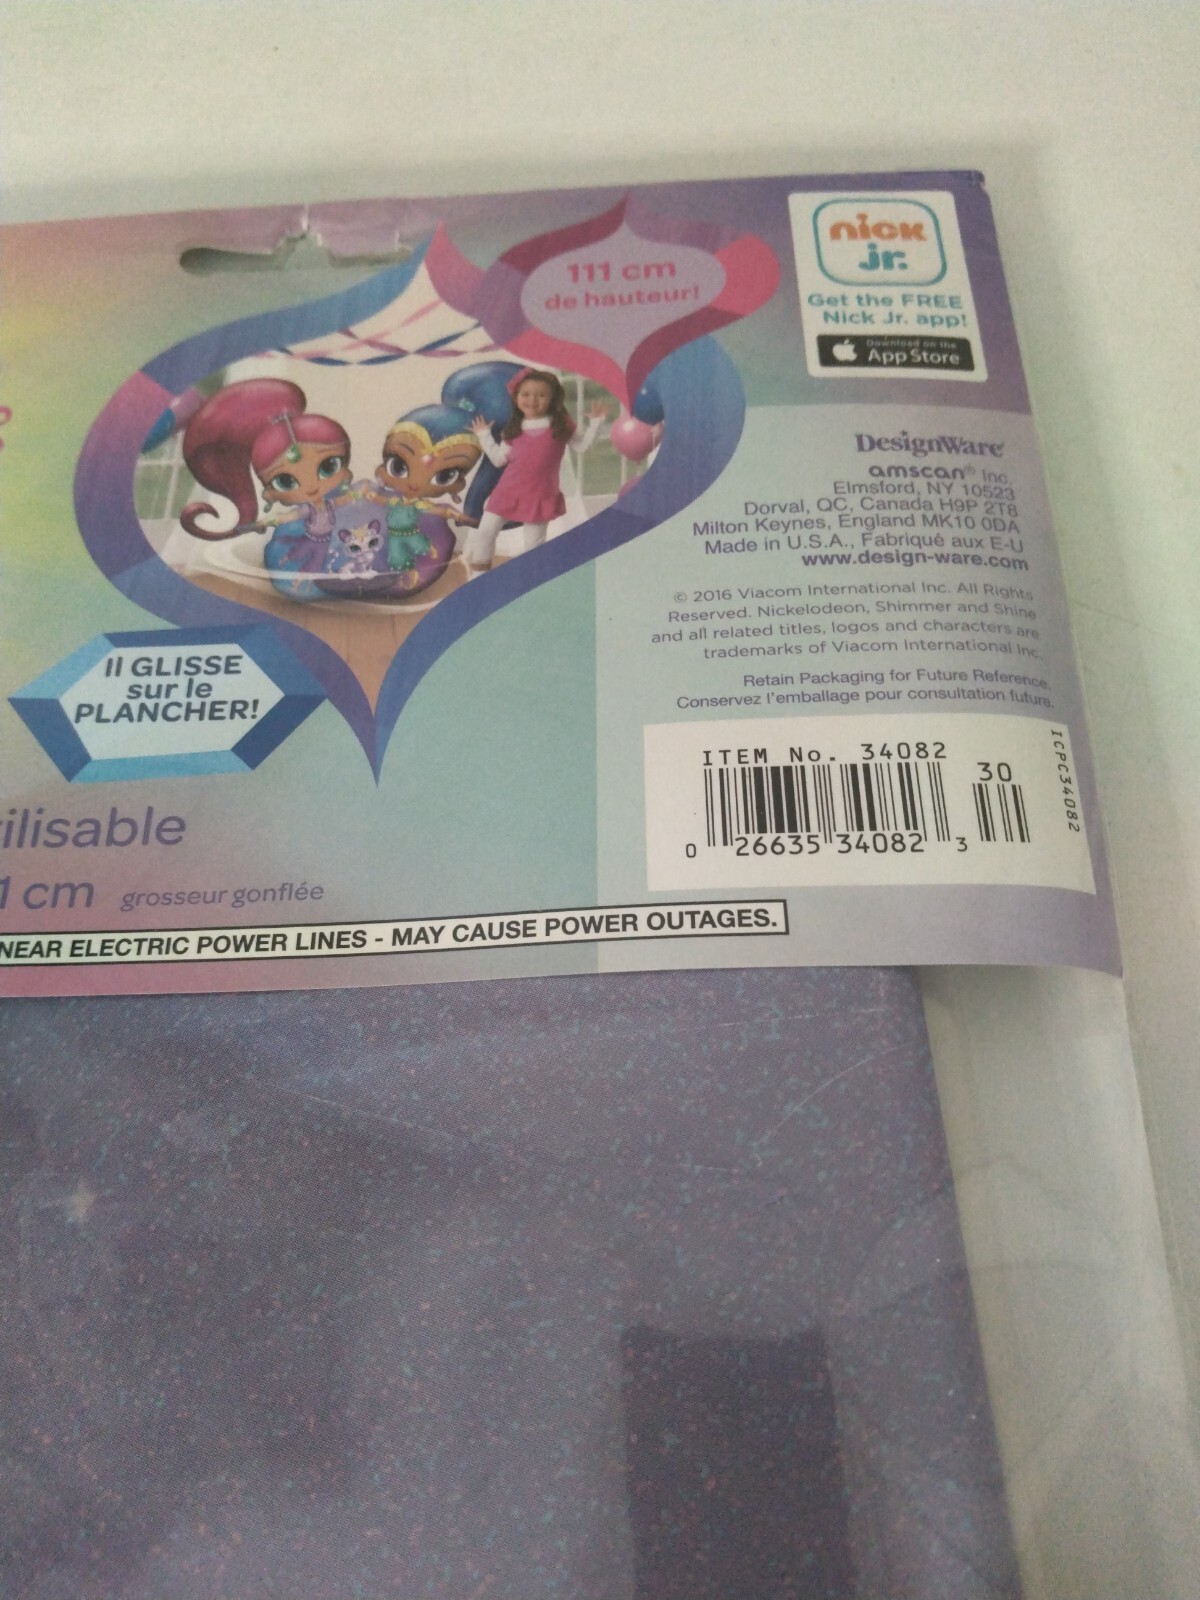 111 cm
de hauteur!
nick
jr.
Get the FREE
Nick Jr. app!
Download on the
App Store
DesignWare
amscan® Inc.
Elmsford, NY 10523
Dorval, QC, Canada H9P 2T8
Milton Keynes, England MK10 0DA
Made in U.S.A., Fabriqué aux E-U
www.design-ware.com
© 2016 Viacom International Inc. All Rights
Reserved. Nickelodeon, Shimmer and Shine
and all related titles, logos and characters are
trademarks of Viacom International Inc.
Retain Packaging for Future Reference.
Conservez l'emballage pour consultation future.
Il GLISSE
sur le
PLANCHER!
ITEM No. 34082
30
0 26635 34082 3
ICPC34082
ilisable
1 cm grosseur gonflée
NEAR ELECTRIC POWER LINES - MAY CAUSE POWER OUTAGES.